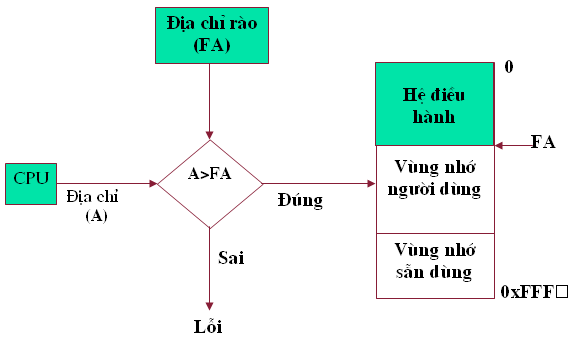 Địa chỉ rào
(FA)
0
Hệ điều
hành
FA
CPU
A>FA
Vùng nhớ
người dùng
Địa chỉ
(A)
Đúng
Sai
Vùng nhớ
sẵn dùng
0xFFF□
Lỗi